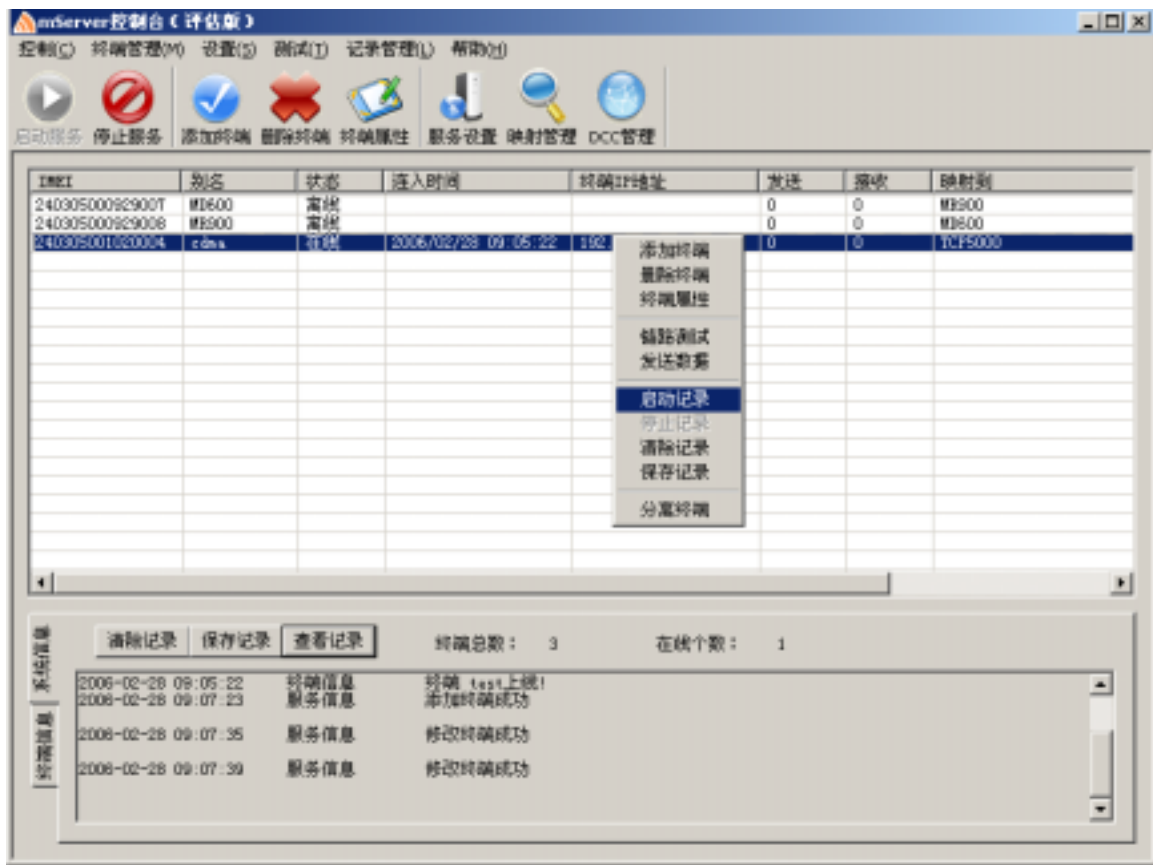 mServer控制台(评估版)
控制(C) 终端管理(M) 设置(S) 测试(T) 记录管理(L) 帮助(H)
启动服务 停止服务 添加终端 删除终端 终端属性 服务设置 映射管理 DCC管理
IMEI 别名 状态 连入时间 终端IP地址 发送 接收 映射到
240305000929007 MD600 离线 0 0 MR900
240305000929008 MR900 离线 0 0 MD600
240305001020004 cdma 在线 2006/02/28 09:05:22 192. 0 0 TCP5000
添加终端
删除终端
终端属性
链路测试
发送数据
启动记录
停止记录
清除记录
保存记录
分离终端
系统信息
终端信息
清除记录 保存记录 查看记录 终端总数: 3 在线个数: 1
2006-02-28 09:05:22 终端信息 终端 test上线!
2006-02-28 09:07:23 服务信息 添加终端成功
2006-02-28 09:07:35 服务信息 修改终端成功
2006-02-28 09:07:39 服务信息 修改终端成功